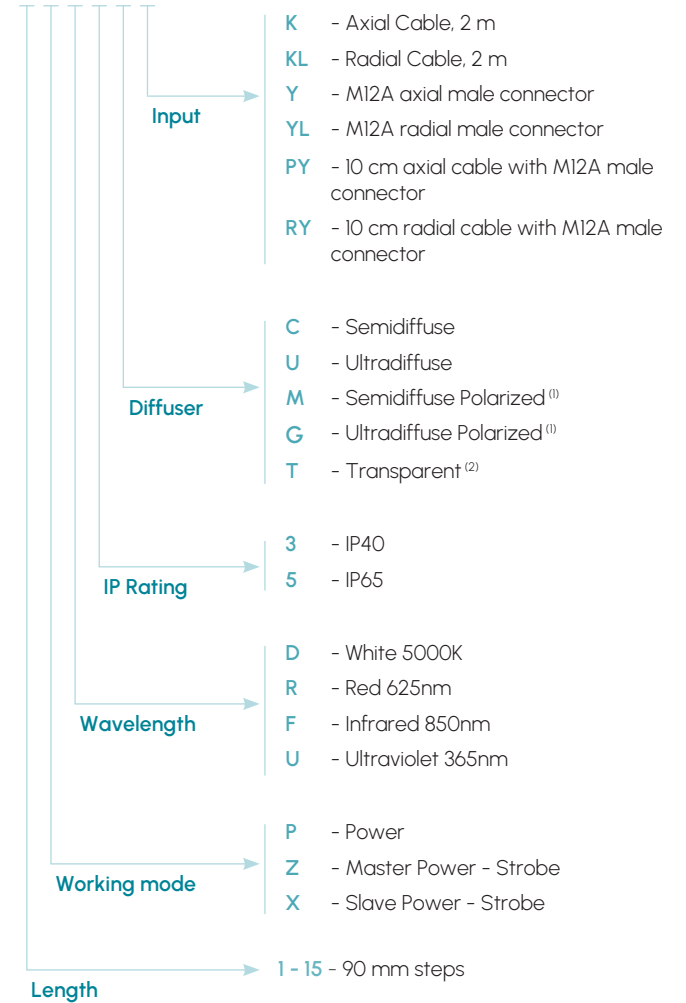 K - Axial Cable, 2 m
KL - Radial Cable, 2 m
Y - M12A axial male connector
Input
YL - M12A radial male connector
PY - 10 cm axial cable with M12A male
connector
RY - 10 cm radial cable with M12A male
connector
C - Semidiffuse
U - Ultradiffuse
M - Semidiffuse Polarized (1)
Diffuser
G - Ultradiffuse Polarized (1)
T - Transparent (2)
3 - IP40
5 - IP65
IP Rating
D - White 5000K
R - Red 625nm
Wavelength
F - Infrared 850nm
U - Ultraviolet 365nm
P - Power
Z - Master Power - Strobe
Working mode
X - Slave Power - Strobe
1 - 15 - 90 mm steps
Length